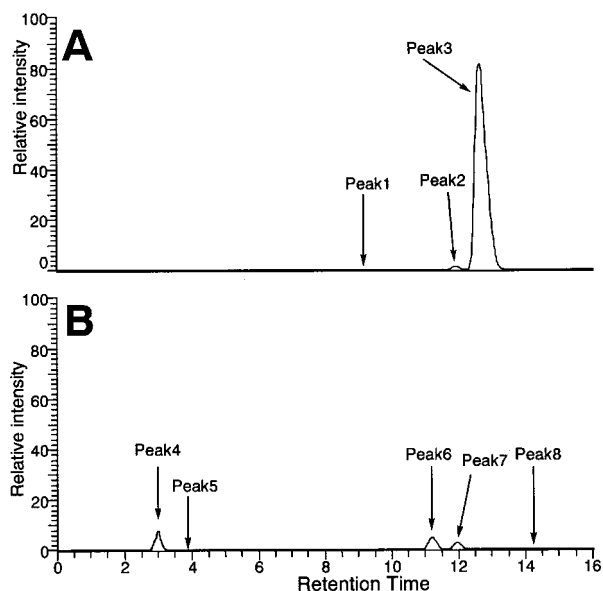 A
Relative intensity
100
80
60
40
20
0
Peak1
Peak2
Peak3
B
Relative intensity
100
80
60
40
20
0
Peak4
Peak5
Peak6
Peak7
Peak8
0 2 4 6 8 10 12 14 16
Retention Time